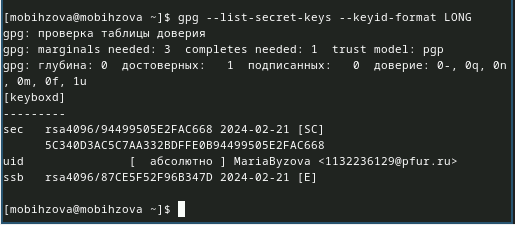 [mobihzova@mobihzova ~]$ gpg --list-secret-keys --keyid-format LONG
gpg: проверка таблицы доверия
gpg: marginals needed: 3  completes needed: 1  trust model: pgp
gpg: глубина: 0  достоверных:   1  подписанных:   0  доверие: 0-, 0q, 0n
, 0m, 0f, 1u
[keyboxd]
---------
sec   rsa4096/94499505E2FAC668 2024-02-21 [SC]
      5C340D3AC5C7AA332BDFFE0B94499505E2FAC668
uid                 [  абсолютно ] MariaByzova <1132236129@pfur.ru>
ssb   rsa4096/87CE5F52F96B347D 2024-02-21 [E]
[mobihzova@mobihzova ~]$